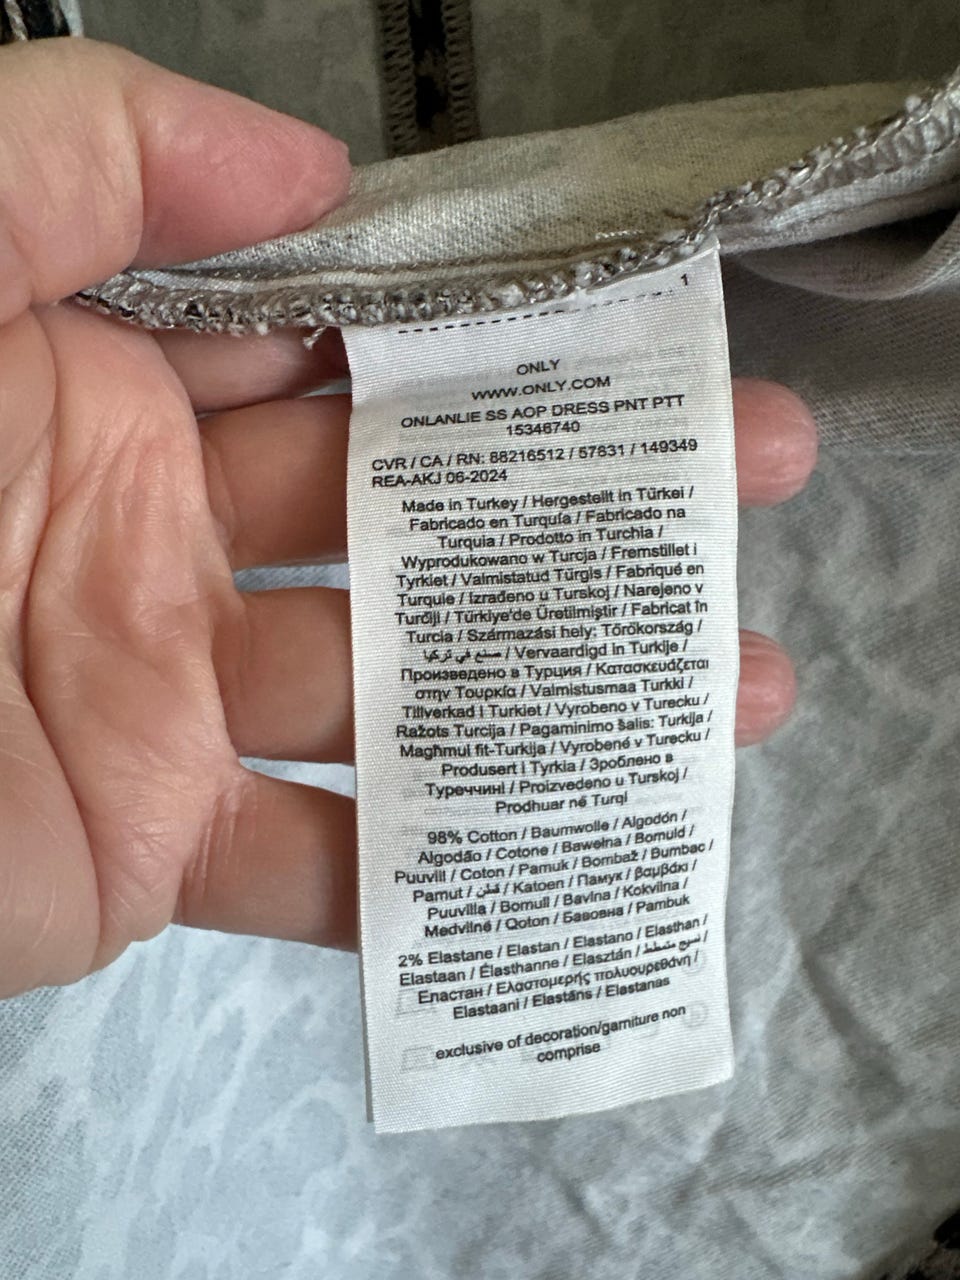 1
ONLY
WWW.ONLY.COM
ONLANLIE SS AOP DRESS PNT PTT
15346740
CVR / CA / RN: 88216512 / 57831 / 149349
REA-AKJ 06-2024
Made in Turkey / Hergestellt in Türkei /
Fabricado en Turquía / Fabricado na
Turquia / Prodotto in Turchia /
Wyprodukowano w Turcja / Fremstillet i
Tyrkiet / Valmistatud Türgis / Fabriqué en
Turquie / Izrađeno u Turskoj / Narejeno v
Turčiji / Türkiye'de Üretilmiştir / Fabricat în
Turcia / Származási hely: Törökország /
صنع في تركيا / Vervaardigd in Turkije /
Произведено в Турция / Κατασκευάζεται
στην Τουρκία / Valmistusmaa Turkki /
Tillverkad i Turkiet / Vyrobeno v Turecku /
Ražots Turcija / Pagaminimo šalis: Turkija /
Magħmul fit-Turkija / Vyrobené v Turecku /
Produsert i Tyrkia / Зроблено в
Туреччині / Proizvedeno u Turskoj /
Prodhuar në Turqi
98% Cotton / Baumwolle / Algodón /
Algodão / Cotone / Bawełna / Bomuld /
Puuvill / Coton / Pamuk / Bombaž / Bumbac /
Pamut / قطن / Katoen / Памук / βαμβάκι /
Puuvilla / Bomull / Bavlna / Kokvilna /
Medvilnė / Qoton / Бавовна / Pambuk
2% Elastane / Elastan / Elastano / Elasthan /
Elastaan / Élasthanne / Elasztán / نسيج متمطط /
Еластан / Ελαστομερής πολυουρεθάνη /
Elastaani / Elastāns / Elastanas
exclusive of decoration/garniture non
comprise